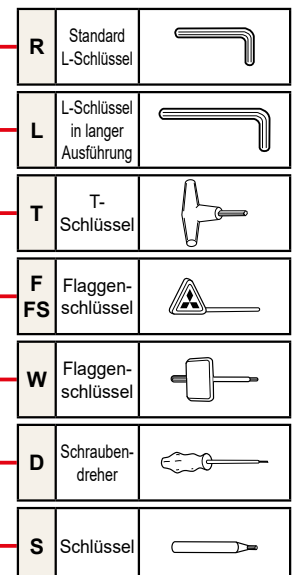 R
Standard
L-Schlüssel
L
L-Schlüssel
in langer
Ausführung
T
T-
Schlüssel
F
FS
Flaggen-
schlüssel
W
Flaggen-
schlüssel
D
Schrauben-
dreher
S
Schlüssel